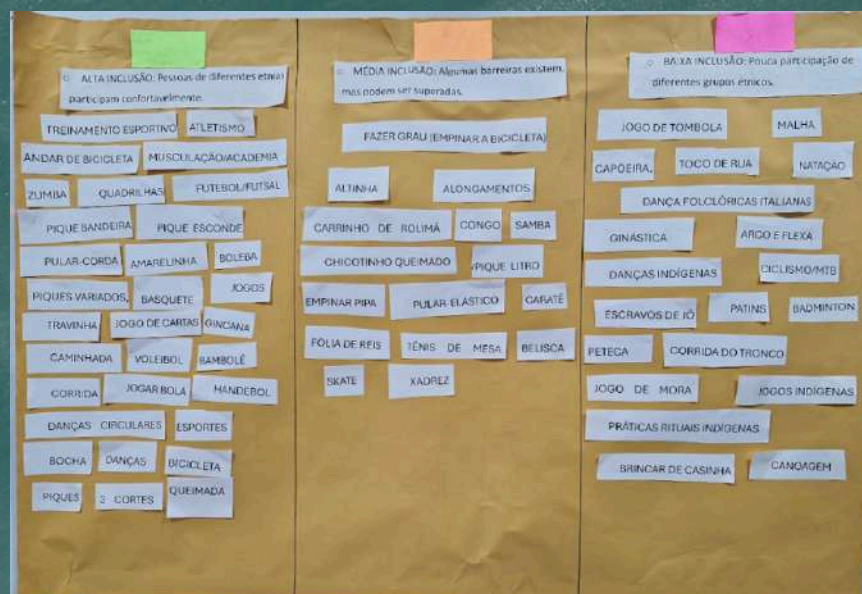 ○ ALTA INCLUSÃO: Pessoas de diferentes etnias
participam confortavelmente.
TREINAMENTO ESPORTIVO ATLETISMO
ANDAR DE BICICLETA MUSCULAÇÃO/ACADEMIA
ZUMBA QUADRILHAS FUTEBOL/FUTSAL
PIQUE BANDEIRA PIQUE ESCONDE
PULAR-CORDA AMARELINHA BOLEBA
PIQUES VARIADOS, BASQUETE JOGOS
TRAVINHA JOGO DE CARTAS GINCANA
CAMINHADA VOLEIBOL BAMBOLÊ
CORRIDA JOGAR BOLA HANDEBOL
DANÇAS CIRCULARES ESPORTES
BOCHA DANÇAS BICICLETA
PIQUES 3 CORTES QUEIMADA
○ MÉDIA INCLUSÃO: Algumas barreiras existem,
mas podem ser superadas.
FAZER GRAU (EMPINAR A BICICLETA)
ALTINHA ALONGAMENTOS
CARRINHO DE ROLIMÃ CONGO SAMBA
CHICOTINHO QUEIMADO /PIQUE LITRO
EMPINAR PIPA PULAR-ELÁSTICO CARATÊ
FOLIA DE REIS TÊNIS DE MESA BELISCA
SKATE XADREZ
○ BAIXA INCLUSÃO: Pouca participação de
diferentes grupos étnicos.
JOGO DE TOMBOLA MALHA
CAPOEIRA, TOCO DE RUA NATAÇÃO
DANÇA FOLCLÓRICAS ITALIANAS
GINÁSTICA ARCO E FLEXA
DANÇAS INDÍGENAS CICLISMO/MTB
ESCRAVOS DE JÓ PATINS BADMINTON
PETECA CORRIDA DO TRONCO
JOGO DE MORA JOGOS INDÍGENAS
PRÁTICAS RITUAIS INDÍGENAS
BRINCAR DE CASINHA CANOAGEM